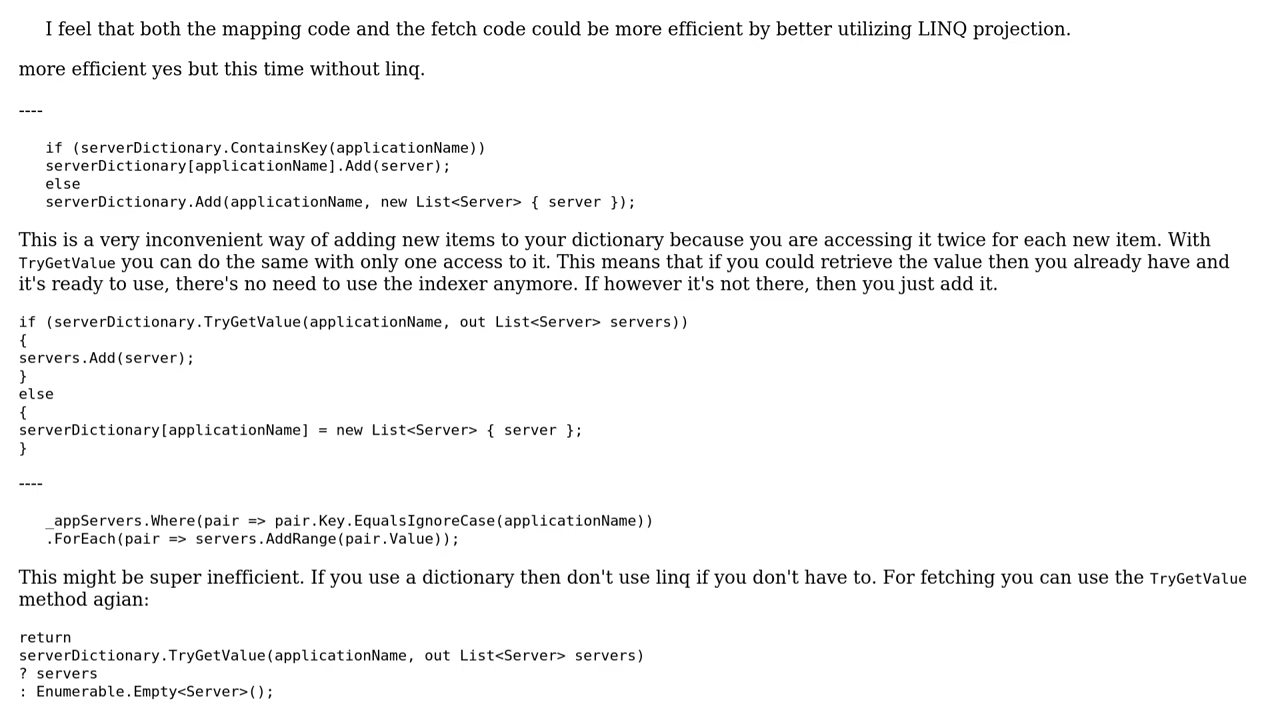 I feel that both the mapping code and the fetch code could be more efficient by better utilizing LINQ projection.
more efficient yes but this time without linq.
----
if (serverDictionary.ContainsKey(applicationName))
serverDictionary[applicationName].Add(server);
else
serverDictionary.Add(applicationName, new List<Server> { server });
This is a very inconvenient way of adding new items to your dictionary because you are accessing it twice for each new item. With
TryGetValue you can do the same with only one access to it. This means that if you could retrieve the value then you already have and
it's ready to use, there's no need to use the indexer anymore. If however it's not there, then you just add it.
if (serverDictionary.TryGetValue(applicationName, out List<Server> servers))
{
servers.Add(server);
}
else
{
serverDictionary[applicationName] = new List<Server> { server };
}
----
_appServers.Where(pair => pair.Key.EqualsIgnoreCase(applicationName))
.ForEach(pair => servers.AddRange(pair.Value));
This might be super inefficient. If you use a dictionary then don't use linq if you don't have to. For fetching you can use the TryGetValue
method agian:
return
serverDictionary.TryGetValue(applicationName, out List<Server> servers)
? servers
: Enumerable.Empty<Server>();